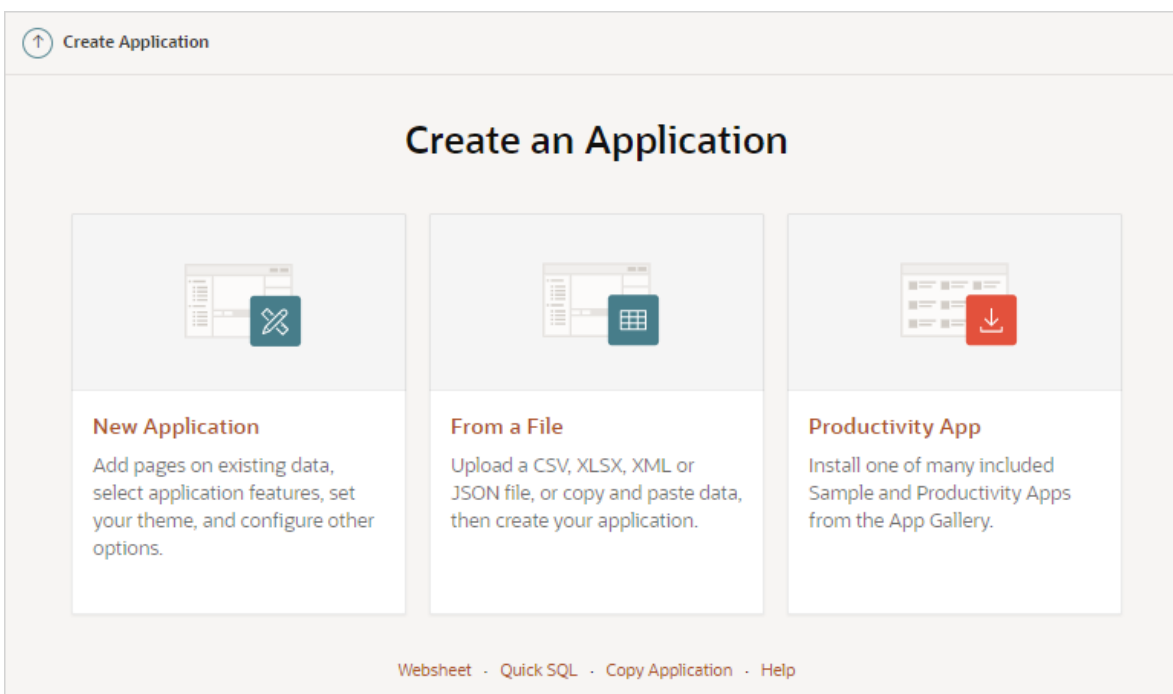 Create Application
Create an Application
New Application
Add pages on existing data,
select application features, set
your theme, and configure other
options.
From a File
Upload a CSV, XLSX, XML or
JSON file, or copy and paste data,
then create your application.
Productivity App
Install one of many included
Sample and Productivity Apps
from the App Gallery.
Websheet - Quick SQL - Copy Application - Help